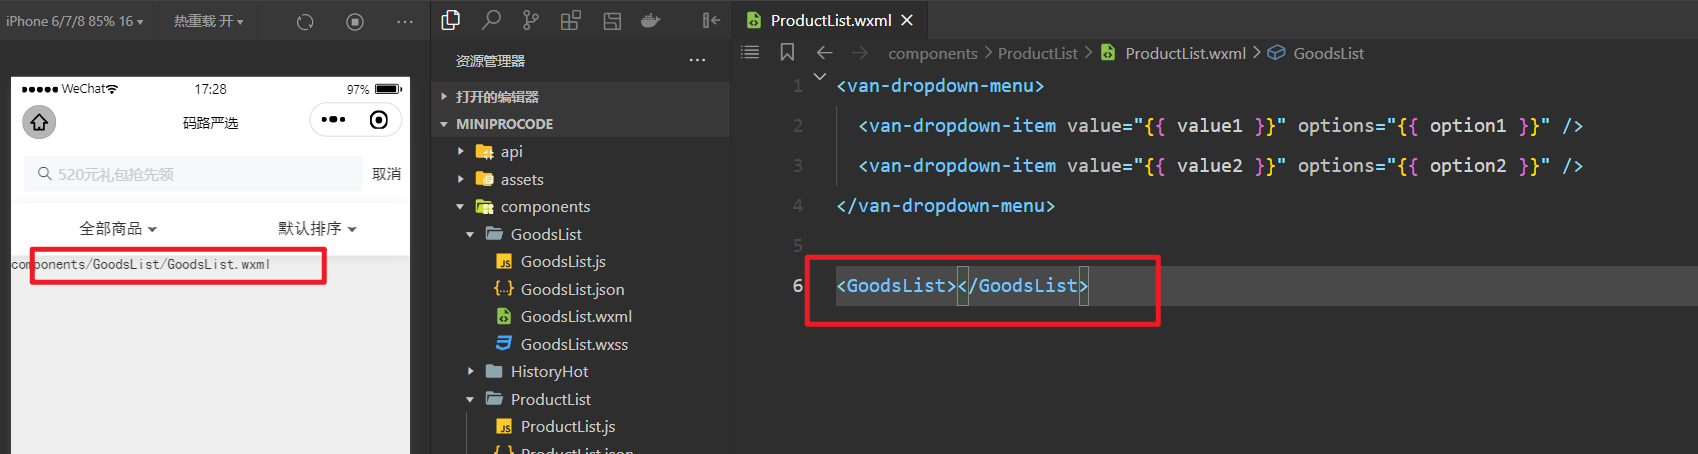 iPhone 6/7/8 85% 16
热重载 开
ProductList.wxml
资源管理器
components
ProductList
ProductList.wxml
GoodsList
WeChat
17:28
97%
码路严选
520元礼包抢先领
取消
全部商品
默认排序
components/GoodsList/GoodsList.wxml
打开的编辑器
MINIPROCODE
api
assets
components
GoodsList
GoodsList.js
GoodsList.json
GoodsList.wxml
GoodsList.wxss
HistoryHot
ProductList
ProductList.js
ProductList.json
1 <van-dropdown-menu>
2 <van-dropdown-item value="{{ value1 }}" options="{{ option1 }}" />
3 <van-dropdown-item value="{{ value2 }}" options="{{ option2 }}" />
4 </van-dropdown-menu>
5
6 <GoodsList></GoodsList>